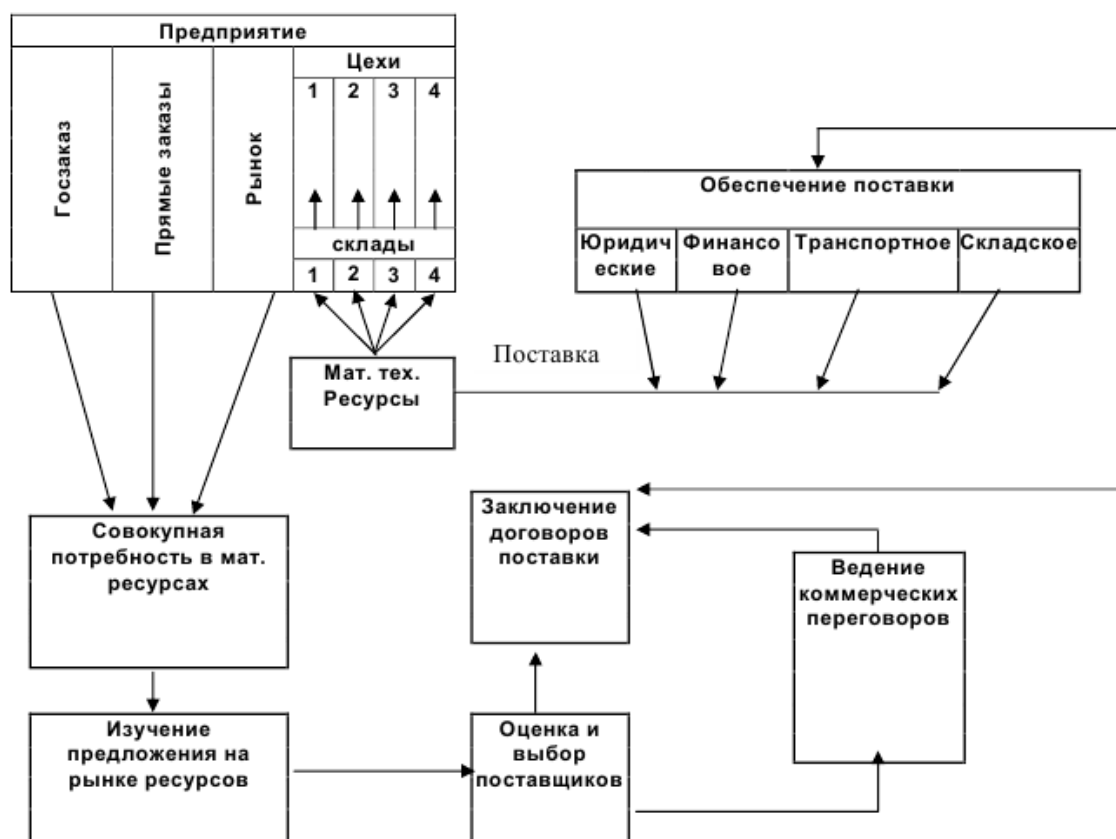 Предприятие
Госзаказ
Прямые заказы
Рынок
Цехи
1 2 3 4
склады
1 2 3 4
Обеспечение поставки
Юридич
еские
Финансо
вое
Транспортное
Складское
Поставка
Мат. тех.
Ресурсы
Совокупная
потребность в мат.
ресурсах
Заключение
договоров
поставки
Ведение
коммерческих
переговоров
Изучение
предложения на
рынке ресурсов
Оценка и
выбор
поставщиков